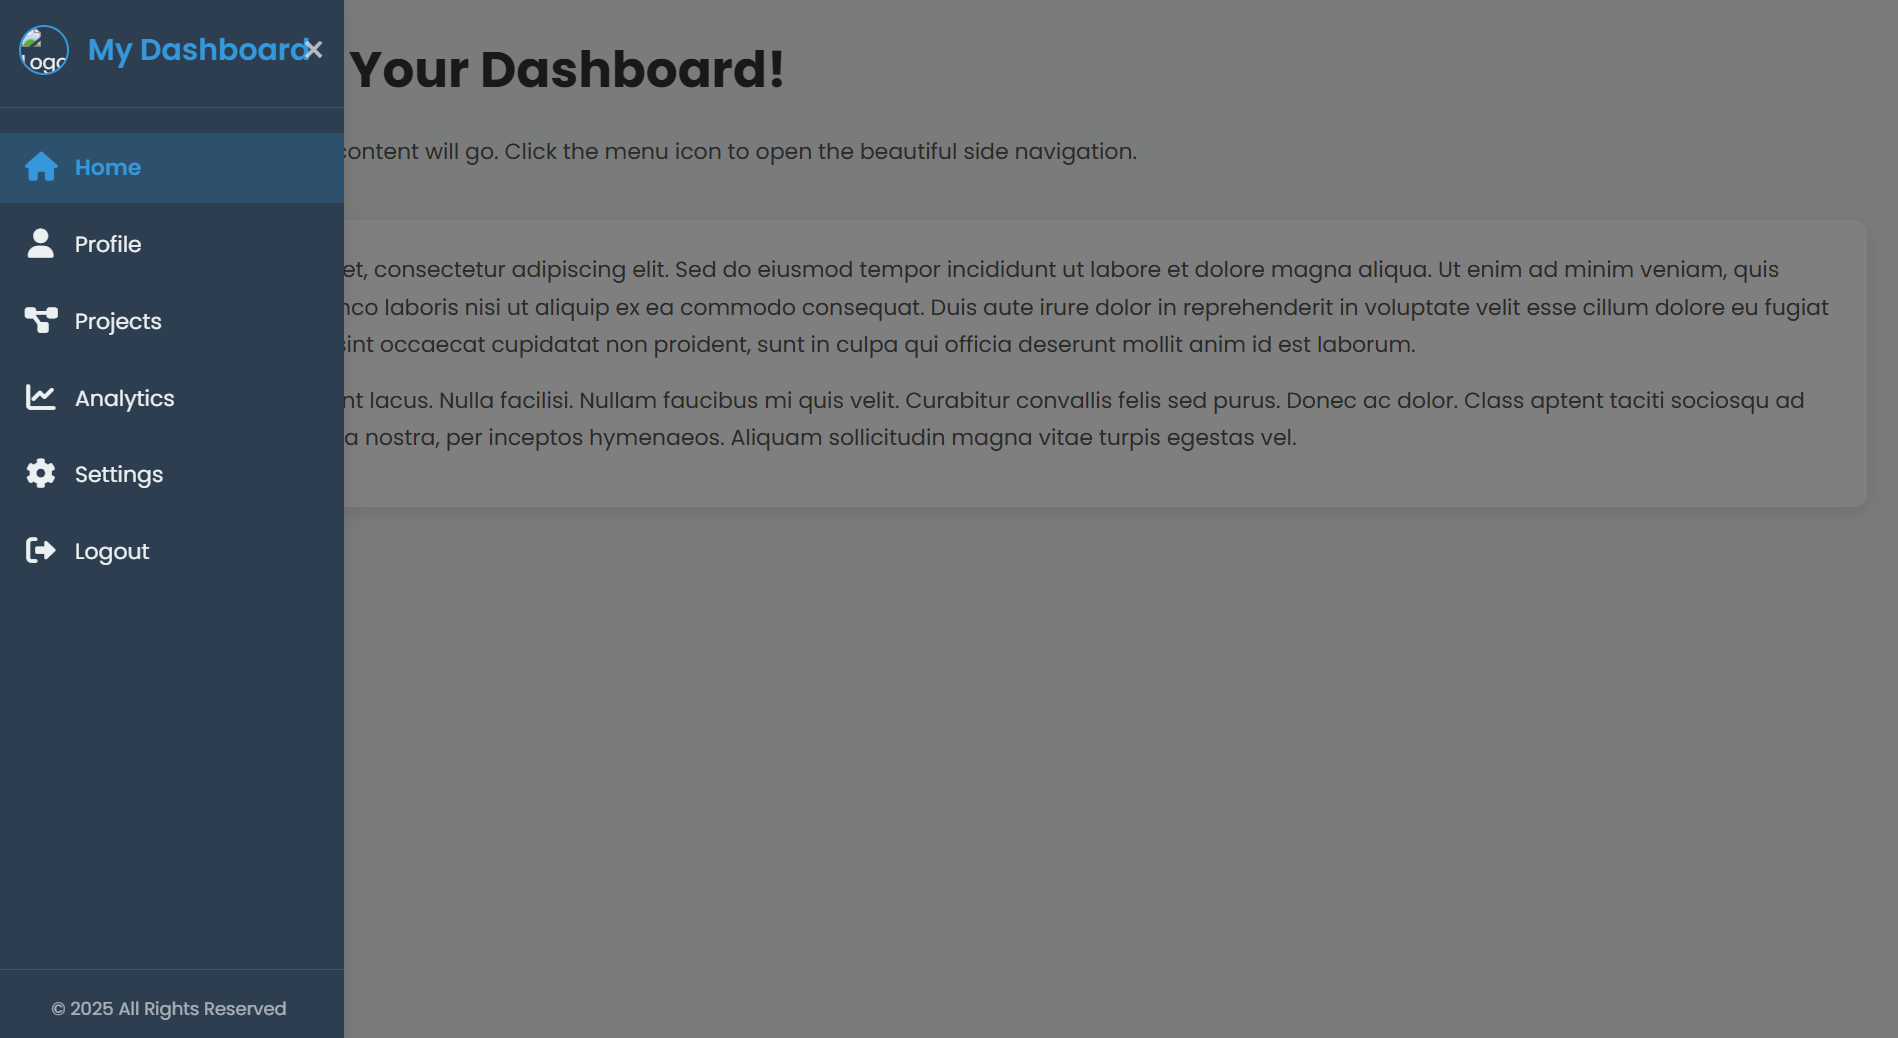 Logo
My Dashboard
Home
Profile
Projects
Analytics
Settings
Logout
© 2025 All Rights Reserved
Your Dashboard!
content will go. Click the menu icon to open the beautiful side navigation.
et, consectetur adipiscing elit. Sed do eiusmod tempor incididunt ut labore et dolore magna aliqua. Ut enim ad minim veniam, quis
nco laboris nisi ut aliquip ex ea commodo consequat. Duis aute irure dolor in reprehenderit in voluptate velit esse cillum dolore eu fugiat
sint occaecat cupidatat non proident, sunt in culpa qui officia deserunt mollit anim id est laborum.
nt lacus. Nulla facilisi. Nullam faucibus mi quis velit. Curabitur convallis felis sed purus. Donec ac dolor. Class aptent taciti sociosqu ad
a nostra, per inceptos hymenaeos. Aliquam sollicitudin magna vitae turpis egestas vel.